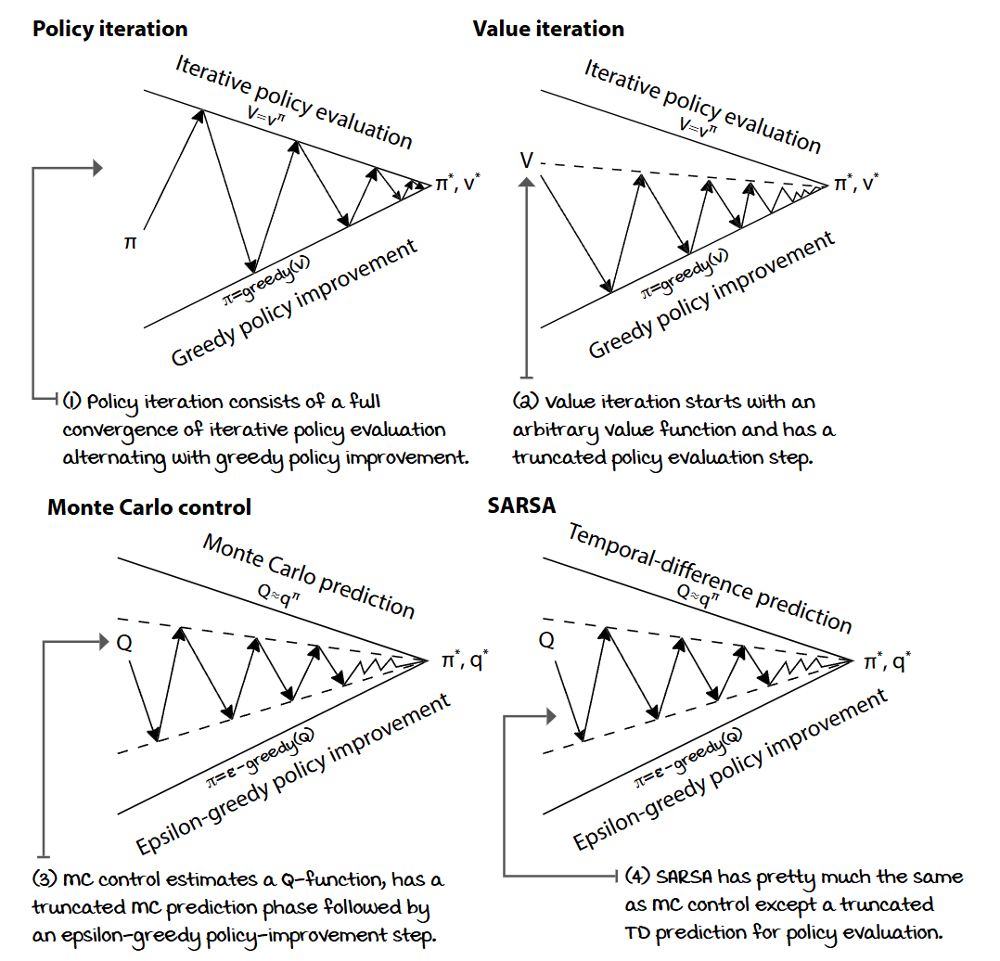 Policy iteration
Iterative policy evaluation
V=vπ
π*, v*
π
π=greedy(v)
Greedy policy improvement
(1) Policy iteration consists of a full
convergence of iterative policy evaluation
alternating with greedy policy improvement.
Value iteration
Iterative policy evaluation
V=vπ
V
π*, v*
π=greedy(v)
Greedy policy improvement
(2) Value iteration starts with an
arbitrary value function and has a
truncated policy evaluation step.
Monte Carlo control
Monte Carlo prediction
Q≈qπ
Q
π*, q*
π=ε-greedy(Q)
Epsilon-greedy policy improvement
(3) MC control estimates a Q-function, has a
truncated MC prediction phase followed by
an epsilon-greedy policy-improvement step.
SARSA
Temporal-difference prediction
Q≈qπ
Q
π*, q*
π=ε-greedy(Q)
Epsilon-greedy policy improvement
(4) SARSA has pretty much the same
as MC control except a truncated
TD prediction for policy evaluation.